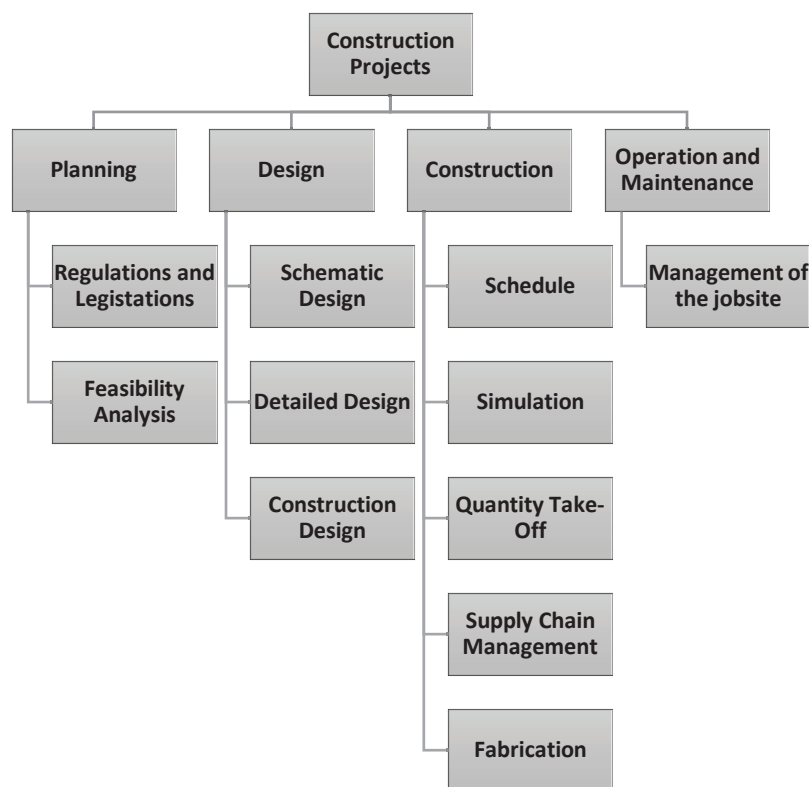 Construction
Projects
Planning
Design
Construction
Operation and
Maintenance
Regulations and
Legistations
Feasibility
Analysis
Schematic
Design
Detailed Design
Construction
Design
Schedule
Simulation
Quantity Take-
Off
Supply Chain
Management
Fabrication
Management of
the jobsite